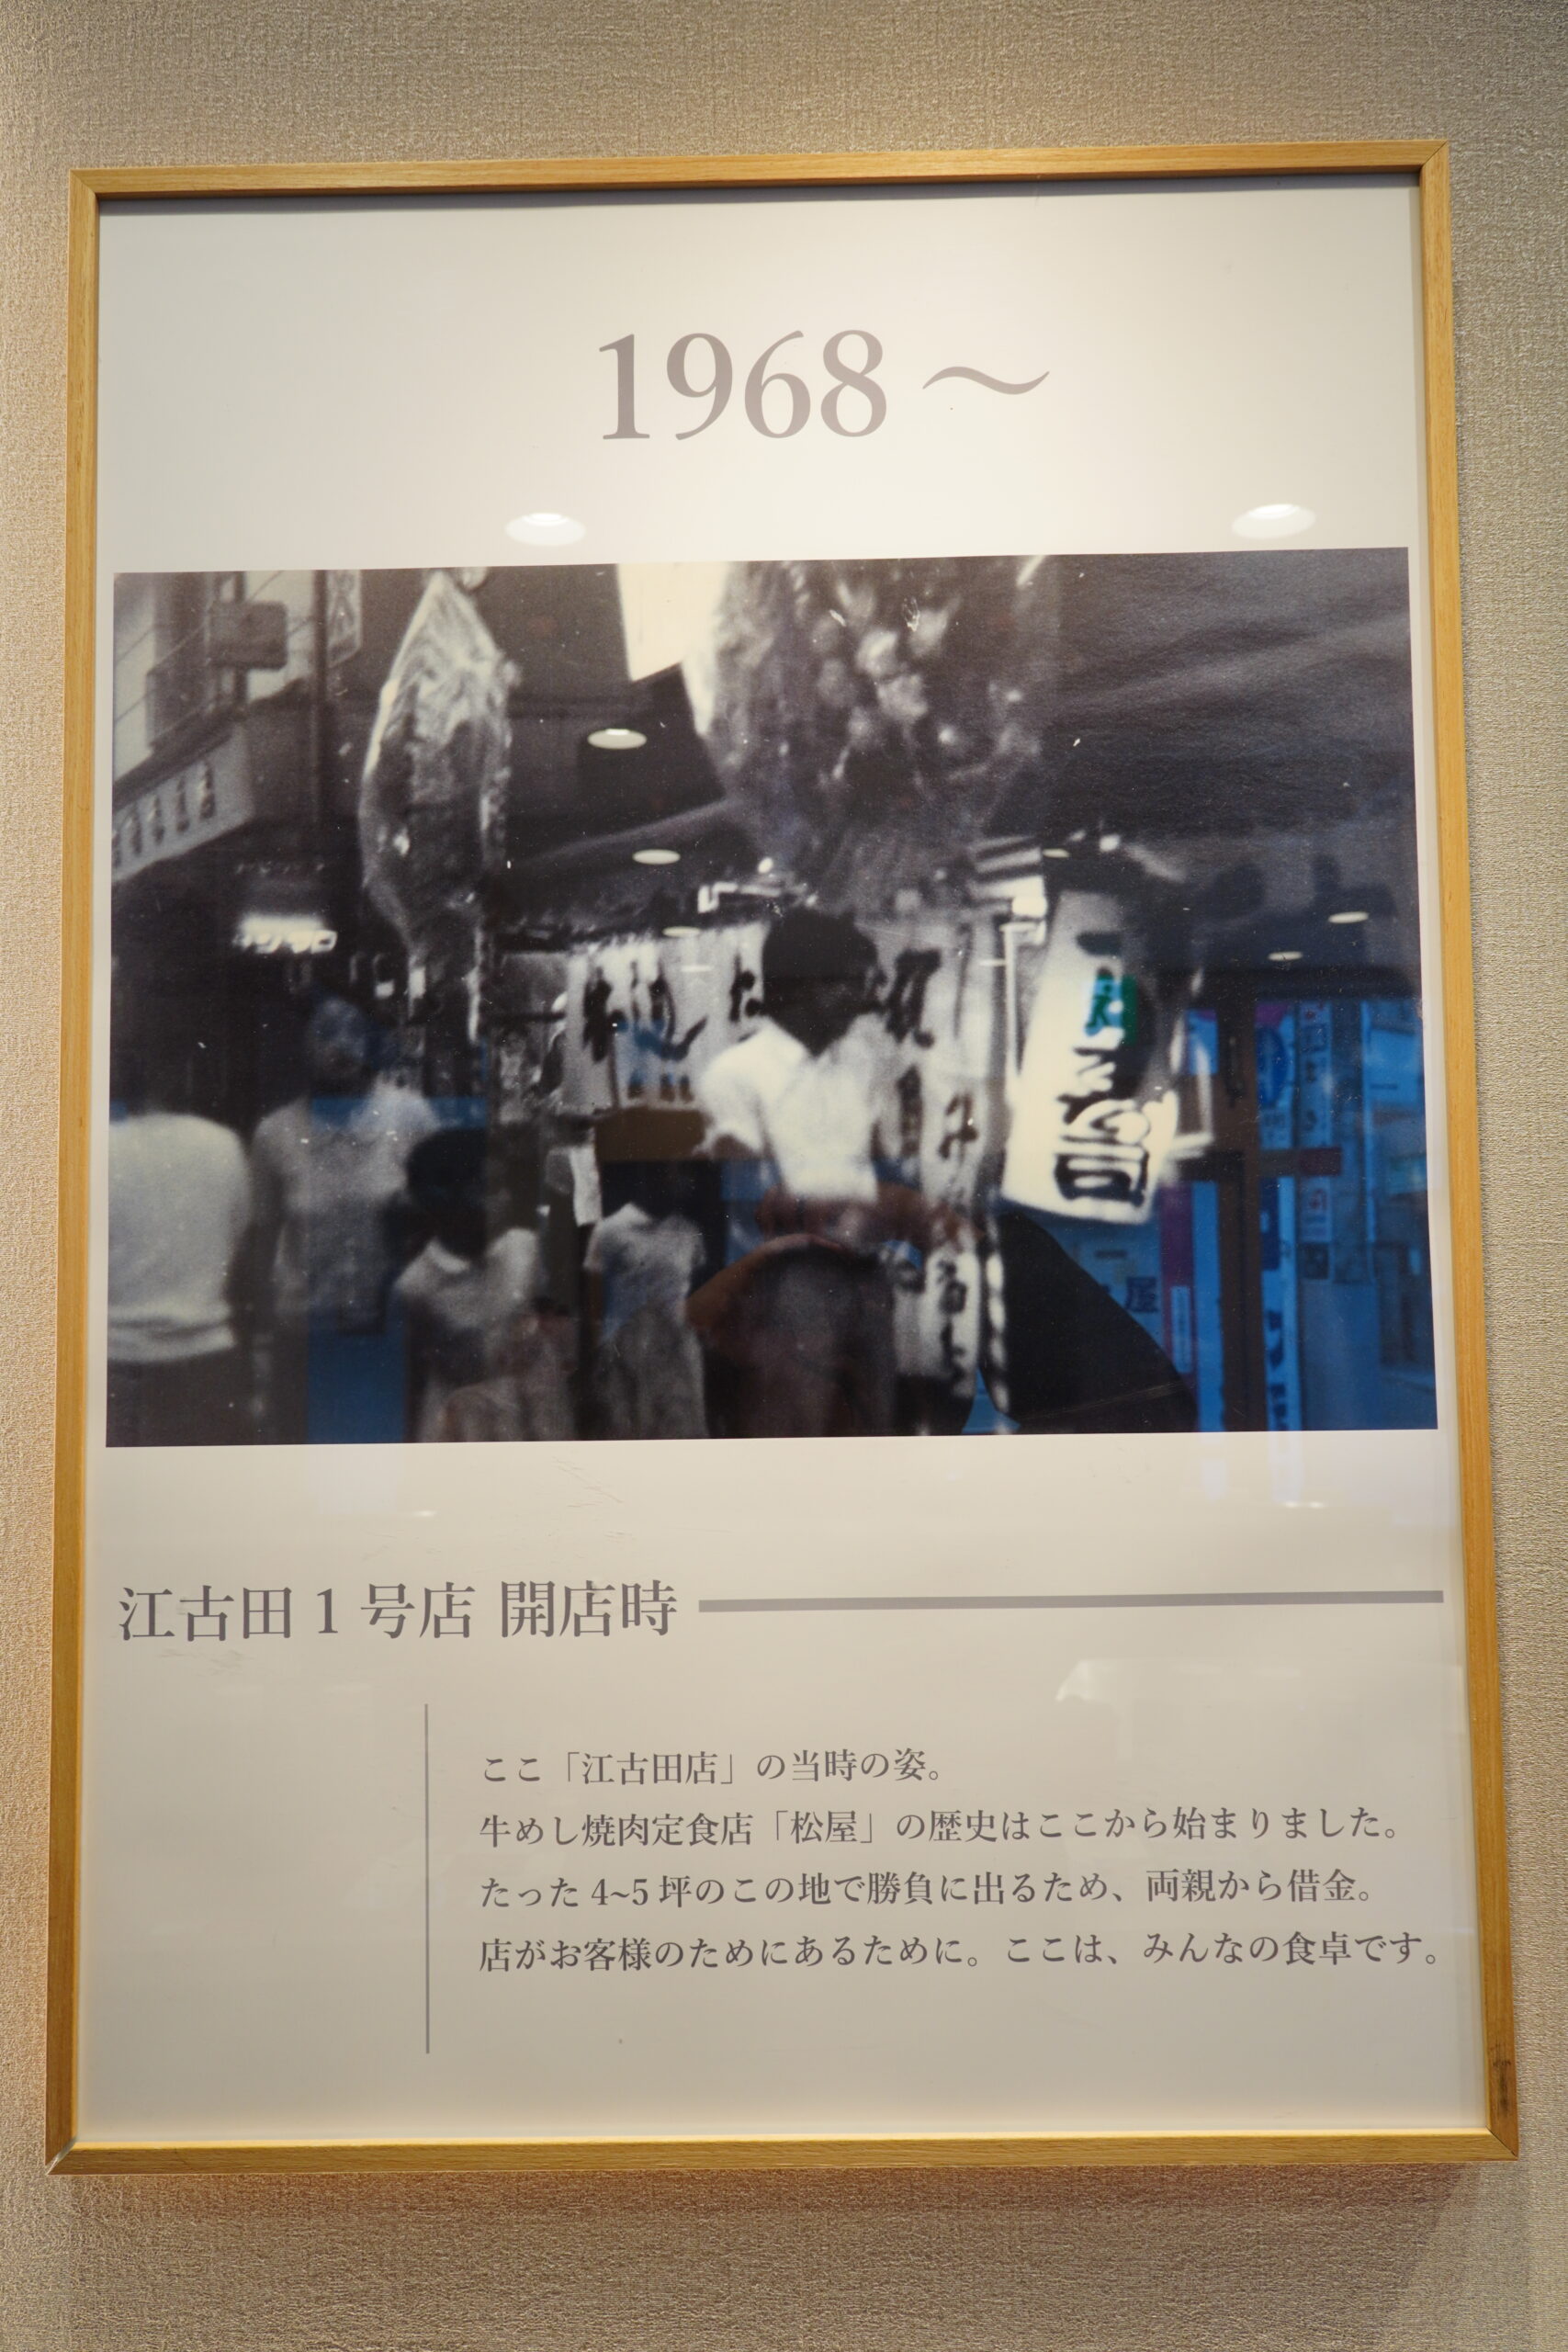 1968～
江古田1号店 開店時
ここ「江古田店」の当時の姿。
牛めし焼肉定食店「松屋」の歴史はここから始まりました。
たった4~5坪のこの地で勝負に出るため、両親から借金。
店がお客様のためにあるために。ここは、みんなの食卓です。